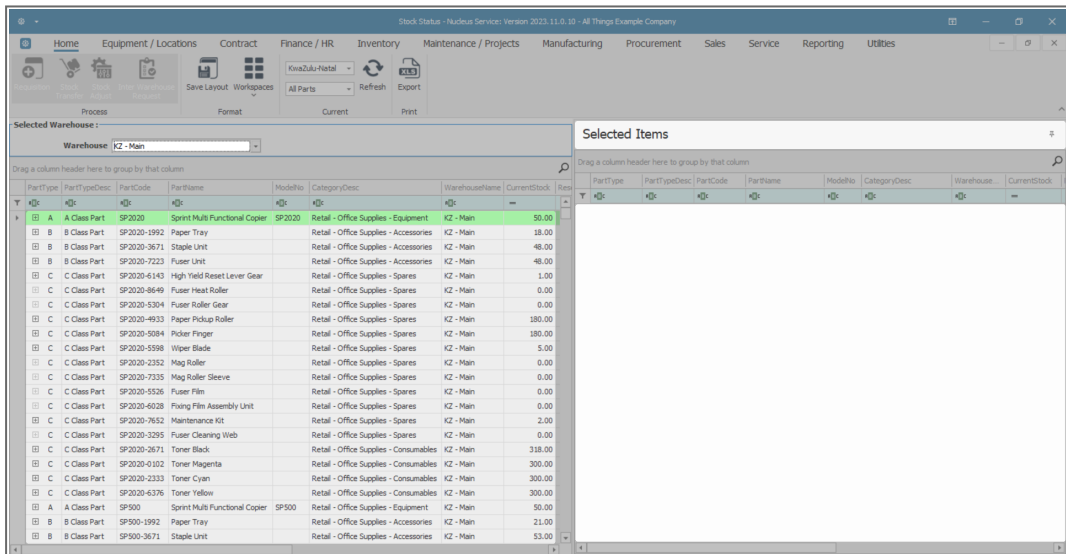 Stock Status - Nucleus Service: Version 2023.11.0.10 - All Things Example Company
Home Equipment / Locations Contract Finance / HR Inventory Maintenance / Projects Manufacturing Procurement Sales Service Reporting Utilities
KwaZulu-Natal
All Parts
Save Layout Workspaces Refresh Export
Process Format Current Print
Selected Warehouse :
Warehouse KZ - Main
Selected Items
Drag a column header here to group by that column
Drag a column header here to group by that column
PartType PartTypeDesc PartCode PartName ModelNo CategoryDesc WarehouseName CurrentStock
PartType PartTypeDesc PartCode PartName ModelNo CategoryDesc Warehouse... CurrentStock
A A Class Part SP2020 Sprint Multi Functional Copier SP2020 Retail - Office Supplies - Equipment KZ - Main 50.00
B B Class Part SP2020-1992 Paper Tray Retail - Office Supplies - Accessories KZ - Main 18.00
B B Class Part SP2020-3671 Staple Unit Retail - Office Supplies - Accessories KZ - Main 48.00
B B Class Part SP2020-7223 Fuser Unit Retail - Office Supplies - Accessories KZ - Main 48.00
C C Class Part SP2020-6143 High Yield Reset Lever Gear Retail - Office Supplies - Spares KZ - Main 1.00
C C Class Part SP2020-8649 Fuser Heat Roller Retail - Office Supplies - Spares KZ - Main 0.00
C C Class Part SP2020-5304 Fuser Roller Gear Retail - Office Supplies - Spares KZ - Main 0.00
C C Class Part SP2020-4933 Paper Pickup Roller Retail - Office Supplies - Spares KZ - Main 180.00
C C Class Part SP2020-5084 Picker Finger Retail - Office Supplies - Spares KZ - Main 180.00
C C Class Part SP2020-5598 Wiper Blade Retail - Office Supplies - Spares KZ - Main 5.00
C C Class Part SP2020-2352 Mag Roller Retail - Office Supplies - Spares KZ - Main 0.00
C C Class Part SP2020-7335 Mag Roller Sleeve Retail - Office Supplies - Spares KZ - Main 0.00
C C Class Part SP2020-5526 Fuser Film Retail - Office Supplies - Spares KZ - Main 0.00
C C Class Part SP2020-6028 Fixing Film Assembly Unit Retail - Office Supplies - Spares KZ - Main 0.00
C C Class Part SP2020-7652 Maintenance Kit Retail - Office Supplies - Spares KZ - Main 2.00
C C Class Part SP2020-3295 Fuser Cleaning Web Retail - Office Supplies - Spares KZ - Main 0.00
C C Class Part SP2020-2671 Toner Black Retail - Office Supplies - Consumables KZ - Main 318.00
C C Class Part SP2020-0102 Toner Magenta Retail - Office Supplies - Consumables KZ - Main 300.00
C C Class Part SP2020-2333 Toner Cyan Retail - Office Supplies - Consumables KZ - Main 300.00
C C Class Part SP2020-6376 Toner Yellow Retail - Office Supplies - Consumables KZ - Main 300.00
A A Class Part SP500 Sprint Multi Functional Copier SP500 Retail - Office Supplies - Equipment KZ - Main 50.00
B B Class Part SP500-1992 Paper Tray Retail - Office Supplies - Accessories KZ - Main 21.00
B B Class Part SP500-3671 Staple Unit Retail - Office Supplies - Accessories KZ - Main 53.00